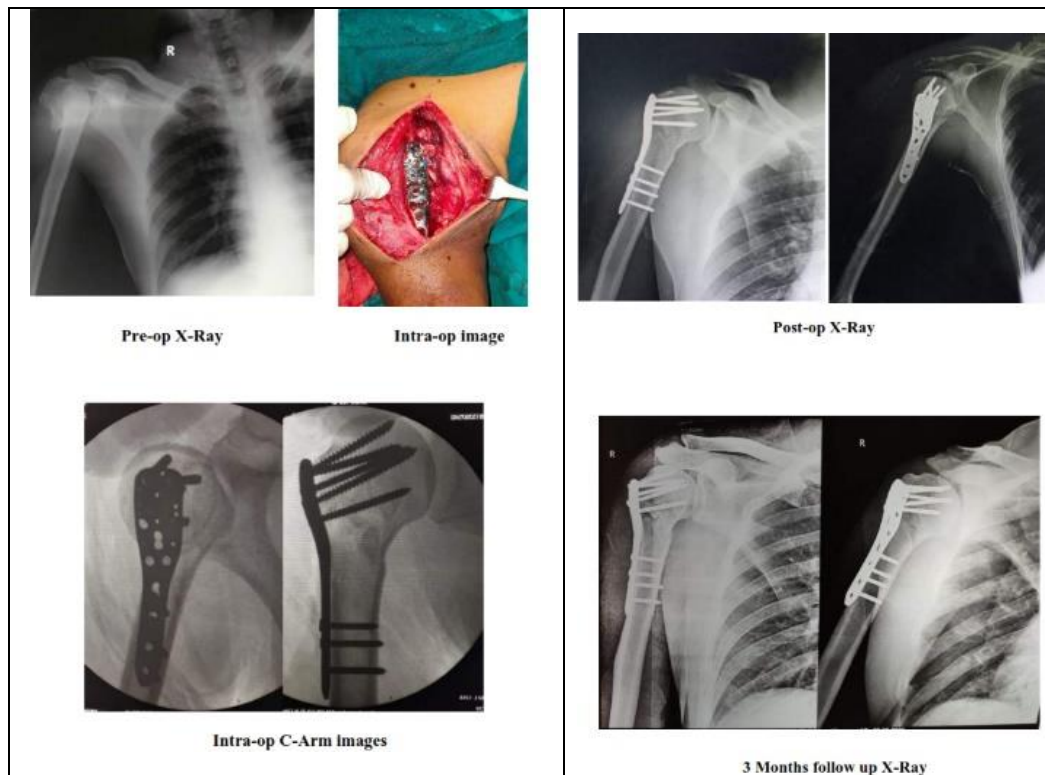 R
Pre-op X-Ray
Intra-op image
Post-op X-Ray
Intra-op C-Arm images
R
R
3 Months follow up X-Ray